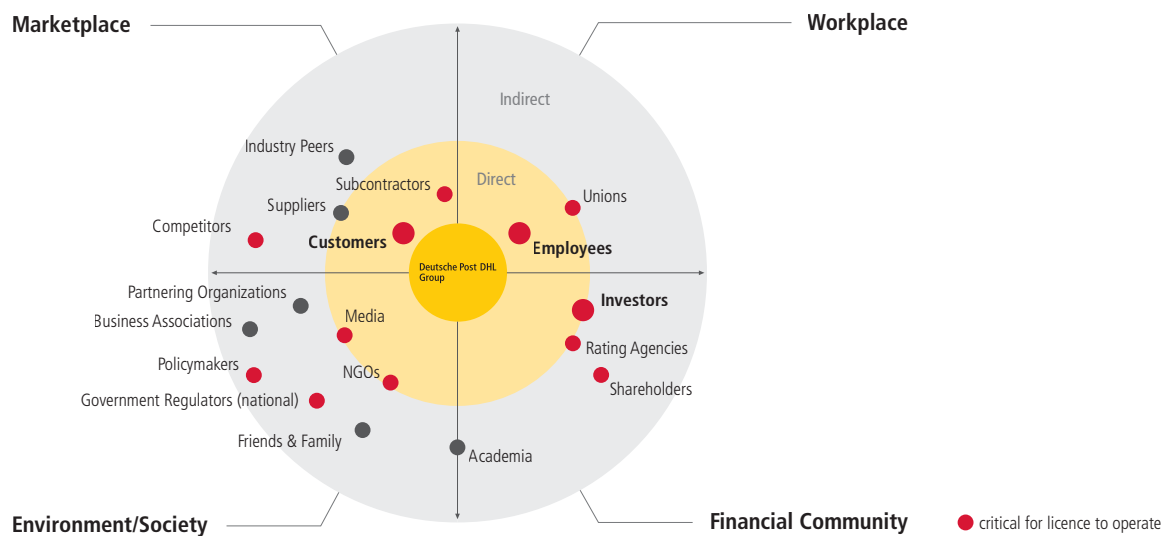 Marketplace
Workplace
Indirect
Industry Peers
Direct
Subcontractors
Unions
Suppliers
Competitors
Customers
Employees
Deutsche Post DHL
Group
Partnering Organizations
Investors
Business Associations
Media
Rating Agencies
Policymakers
NGOs
Shareholders
Government Regulators (national)
Friends & Family
Academia
Environment/Society
Financial Community
critical for licence to operate